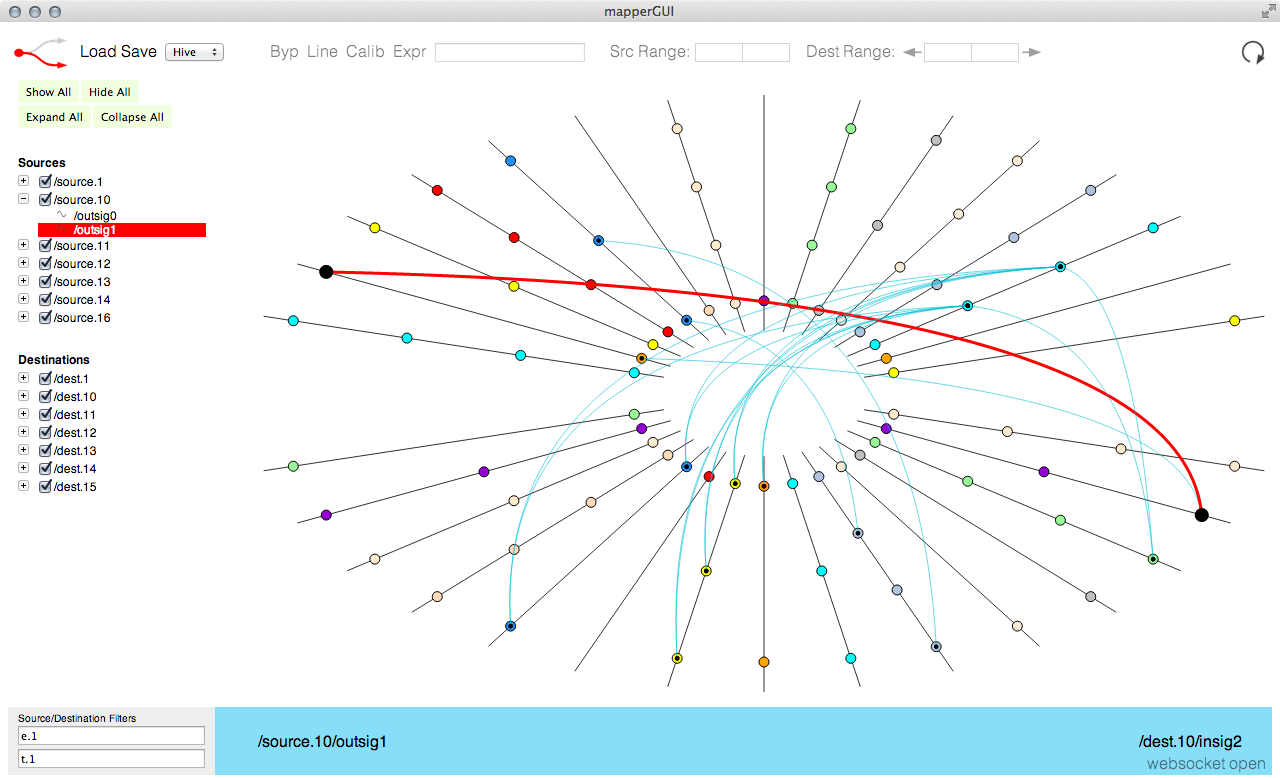 mapperGUI
Load Save Hive Byp Line Calib Expr Src Range: Dest Range:
Show All Hide All
Expand All Collapse All
Sources
/source.1
/source.10
/outsig0
/outsig1
/source.11
/source.12
/source.13
/source.14
/source.16
Destinations
/dest.1
/dest.10
/dest.11
/dest.12
/dest.13
/dest.14
/dest.15
Source/Destination Filters
e.1
t.1
/source.10/outsig1 /dest.10/insig2
websocket open